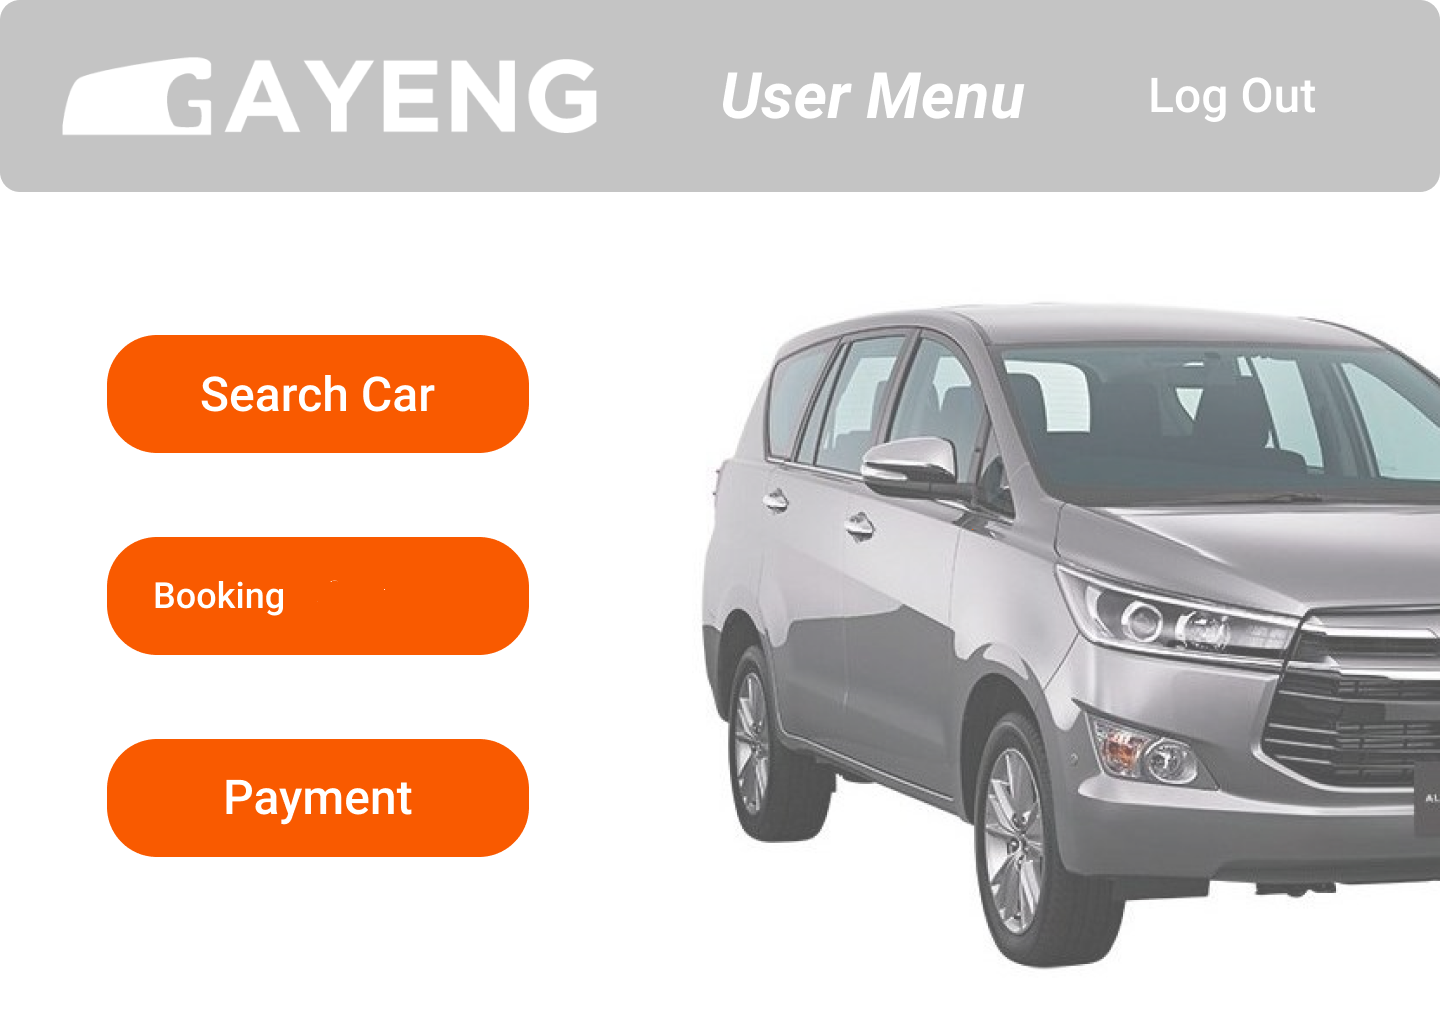 GAYENG
User Menu
Log Out
Search Car
Booking
Payment